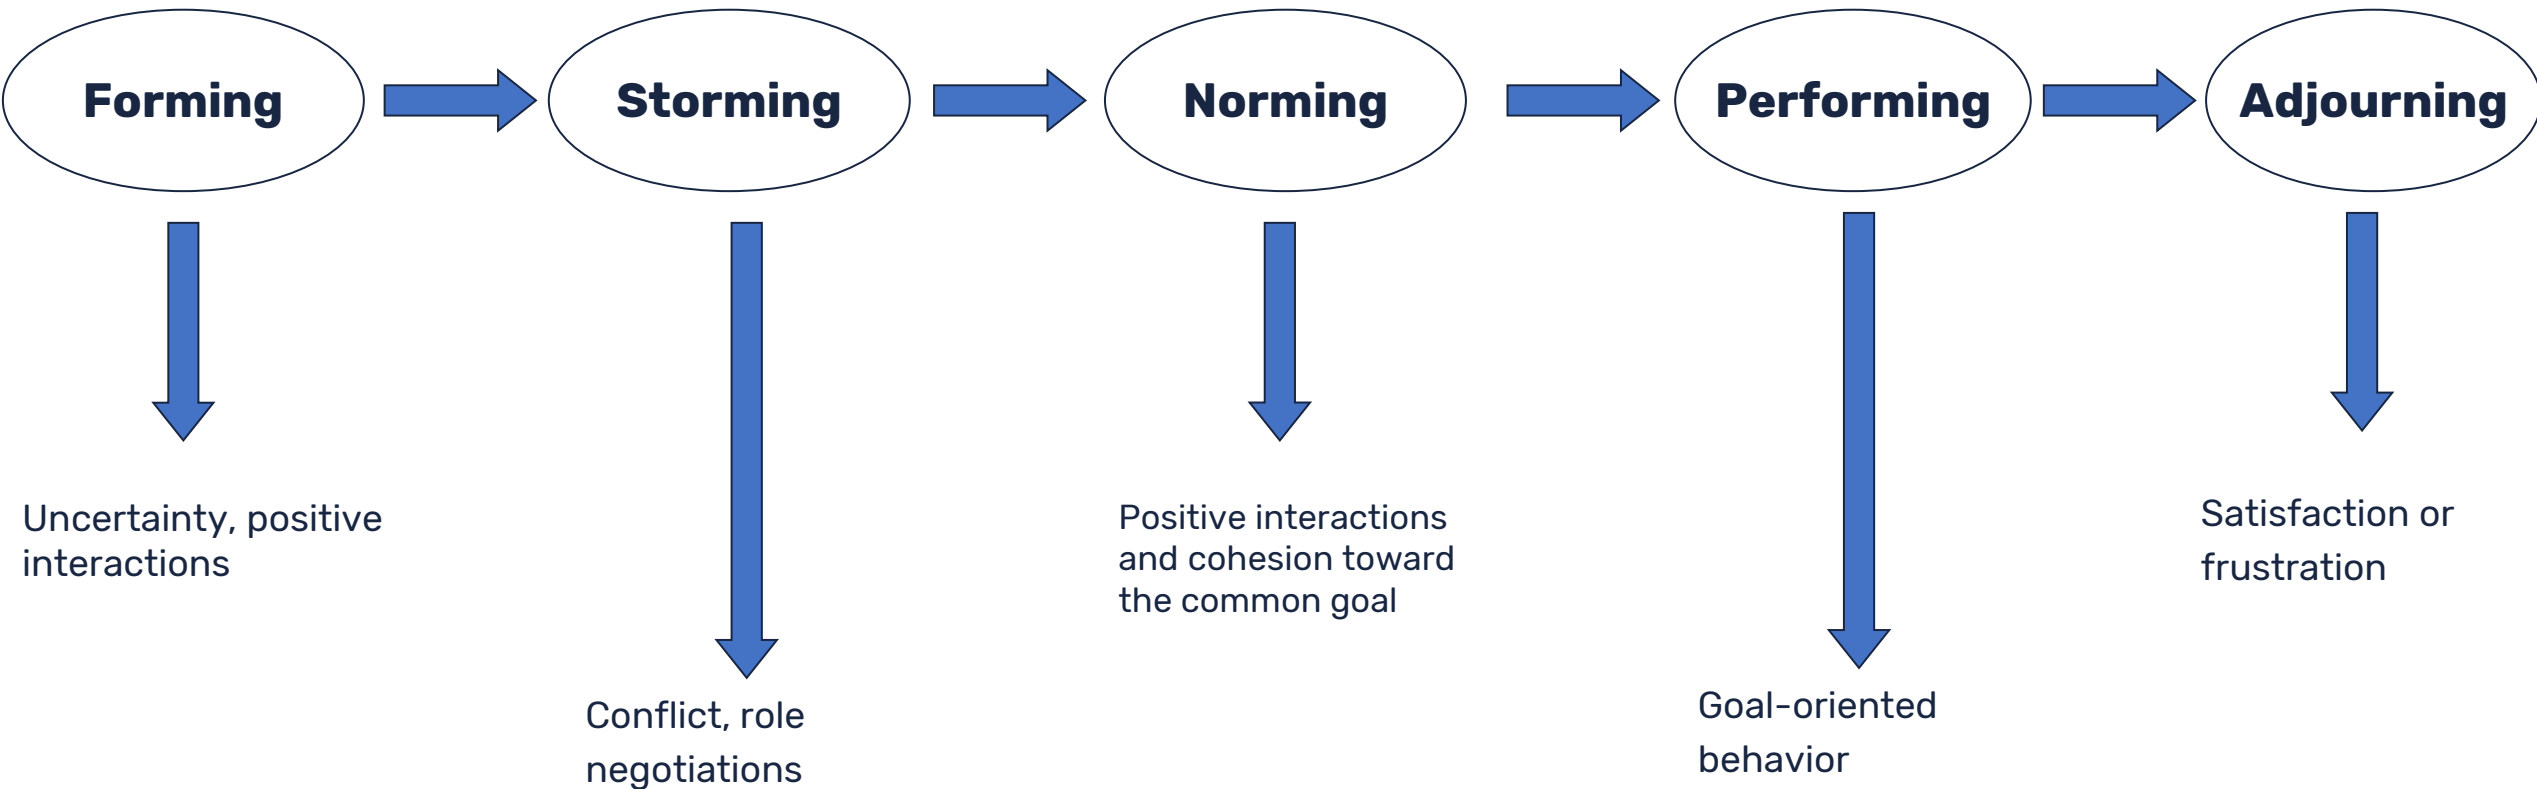 Forming
Storming
Norming
Performing
Adjourning
Uncertainty, positive
interactions
Conflict, role
negotiations
Positive interactions
and cohesion toward
the common goal
Goal-oriented
behavior
Satisfaction or
frustration